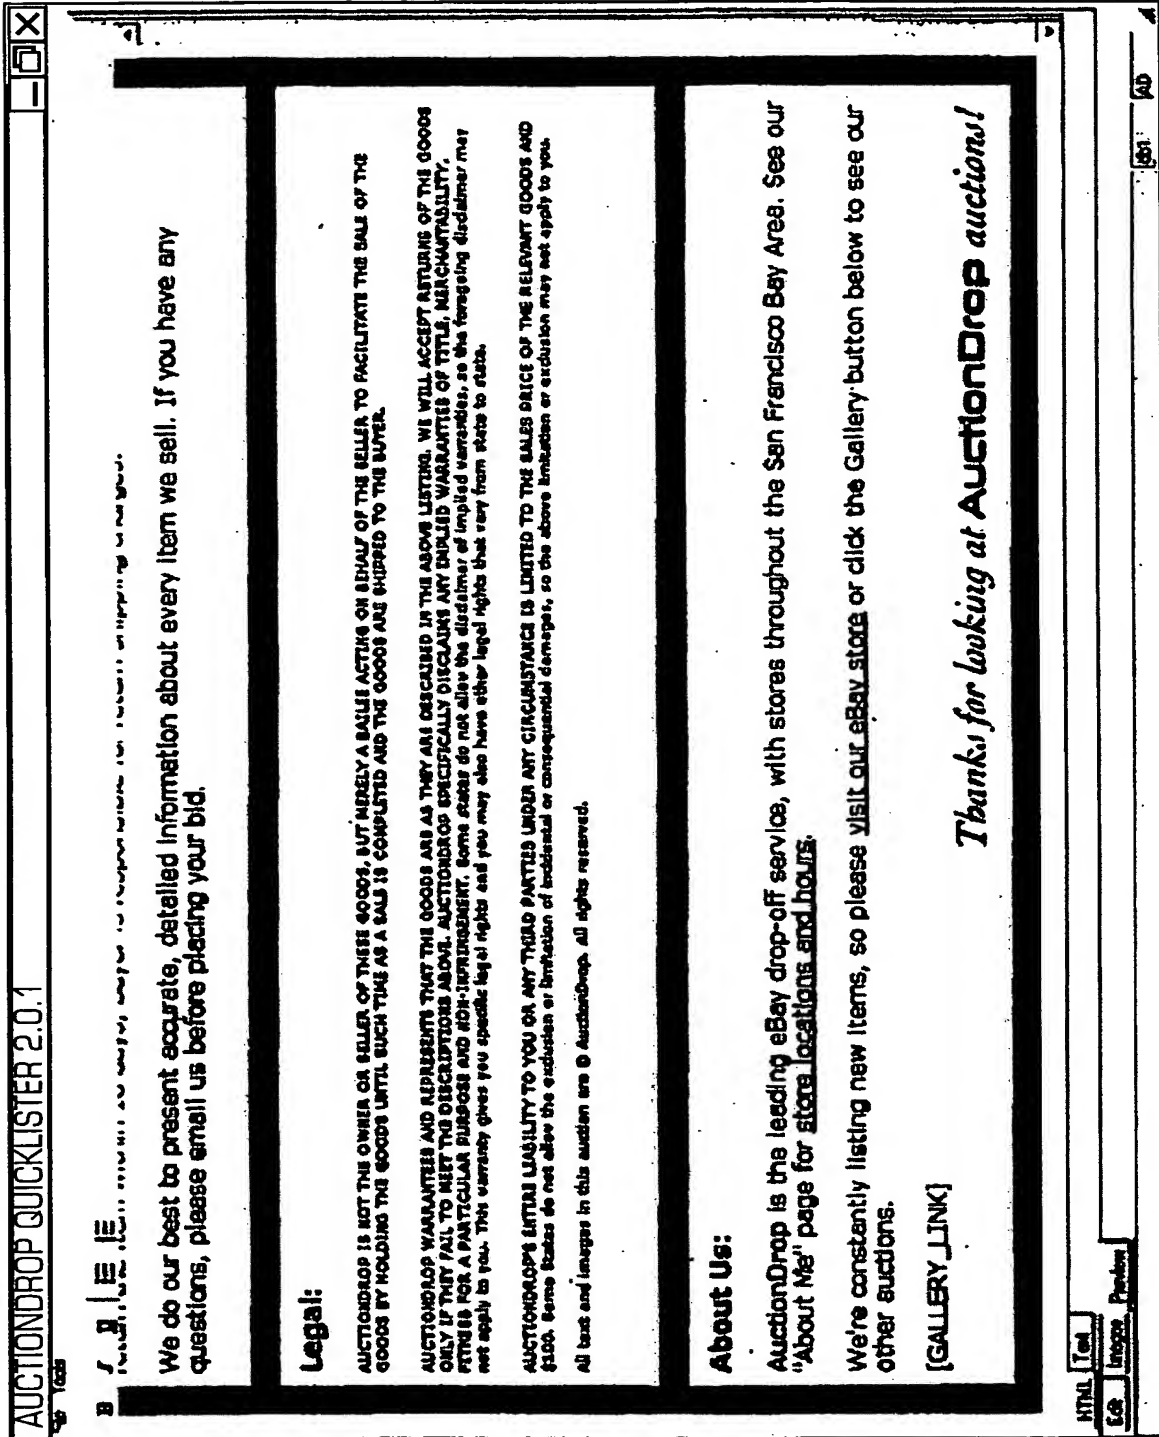 AUCTIONDROP QUICKLISTER 2.0.1
Tools
B I
We do our best to present accurate, detailed information about every item we sell. If you have any
questions, please email us before placing your bid.
Legal:
AUCTIONDROP IS NOT THE OWNER OR SELLER OF THESE GOODS, BUT MERELY A BAILEE ACTING ON BEHALF OF THE SELLER TO FACILITATE THE SALE OF THE
GOODS BY HOLDING THE GOODS UNTIL SUCH TIME AS A SALE IS COMPLETED AND THE GOODS ARE SHIPPED TO THE BUYER.
AUCTIONDROP WARRANTEES AND REPRESENTS THAT THE GOODS ARE AS THEY ARE DESCRIBED IN THE ABOVE LISTING. WE WILL ACCEPT RETURNS OF THE GOODS
ONLY IF THEY FAIL TO MEET THE DESCRIPTIONS ABOVE. AUCTIONDROP SPECIFICALLY DISCLAIMS ANY IMPLIED WARRANTIES OF TITLE, MERCHANTABILITY,
FITNESS FOR A PARTICULAR PURPOSE AND NON-INFRINGEMENT. Some states do not allow the disclaimer of implied warranties, so the foregoing disclaimer may
not apply to you. This warranty gives you specific legal rights and you may also have other legal rights that vary from state to state.
AUCTIONDROPS ENTIRE LIABILITY TO YOU OR ANY THIRD PARTIES UNDER ANY CIRCUMSTANCE IS LIMITED TO THE SALES PRICE OF THE RELEVANT GOODS AND
$100. Some States do not allow the exclusion or limitation of incidental or consequential damages, so the above limitation or exclusion may not apply to you.
All text and images in this auction are © AuctionDrop. All rights reserved.
About Us:
AuctionDrop is the leading eBay drop-off service, with stores throughout the San Francisco Bay Area. See our
"About Me" page for store locations and hours.
We're constantly listing new items, so please visit our eBay store or click the Gallery button below to see our
other auctions.
[GALLERY_LINK]
Thanks for looking at AuctionDrop auctions!
HTML Text
Edit Images Preview
AD